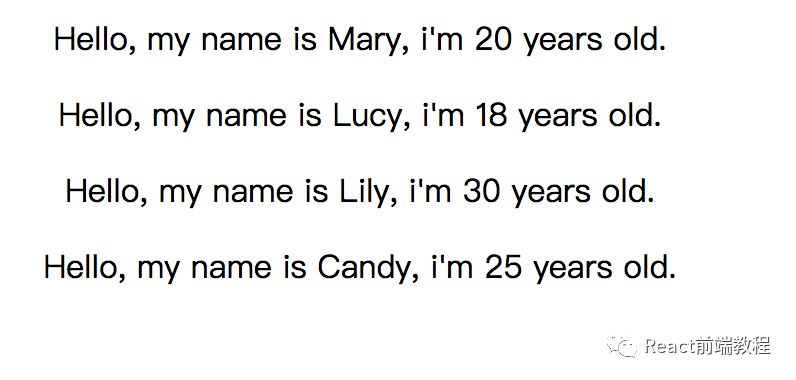 Hello, my name is Mary, i'm 20 years old.
Hello, my name is Lucy, i'm 18 years old.
Hello, my name is Lily, i'm 30 years old.
Hello, my name is Candy, i'm 25 years old.
React前端教程